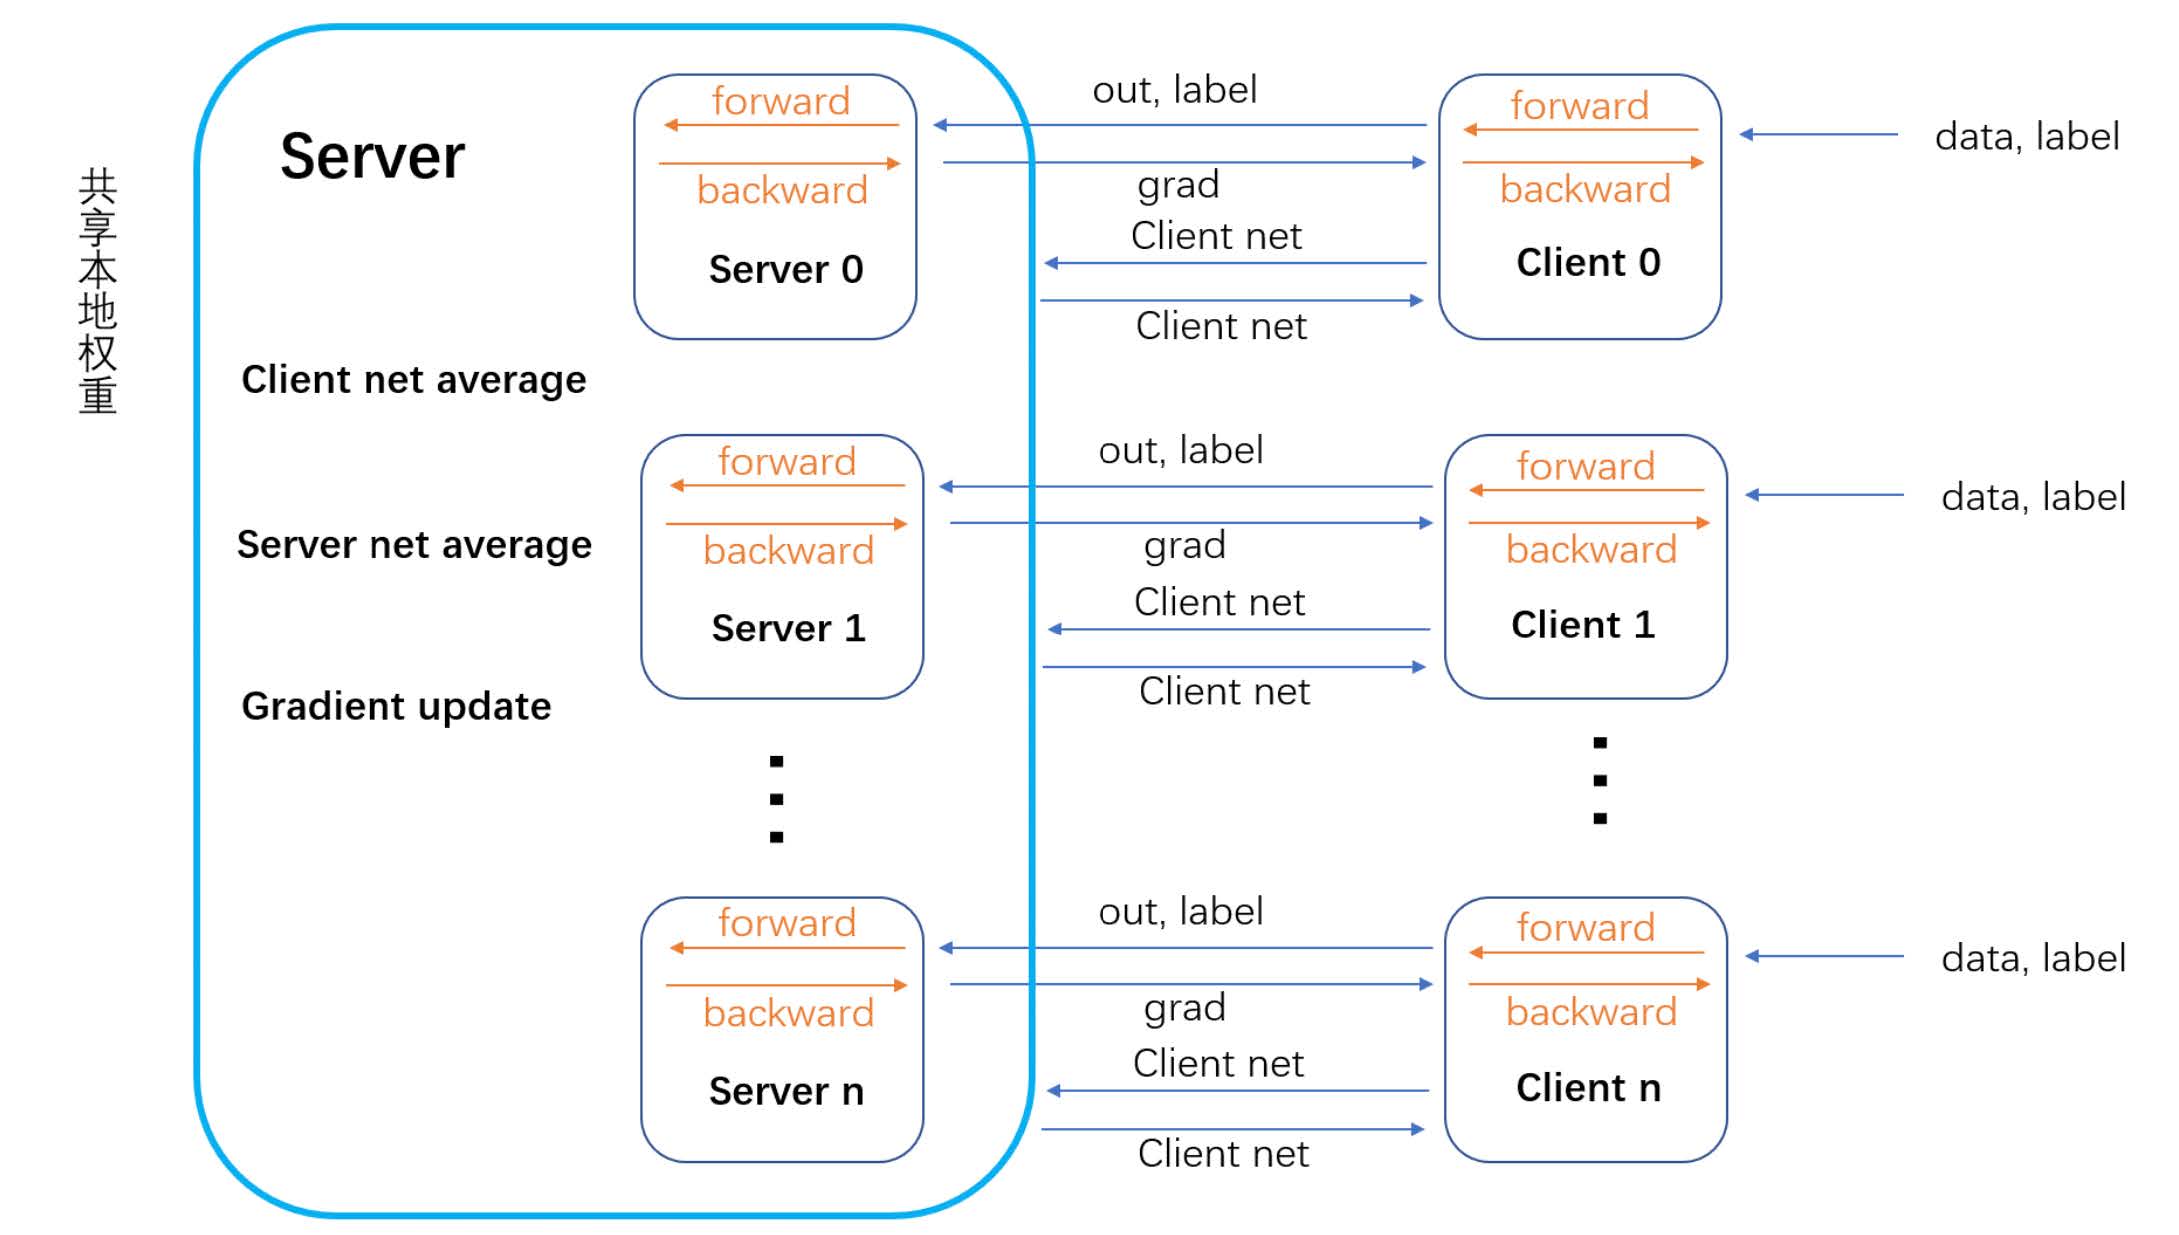 共享本地权重
Server
forward
backward
Server 0
out, label
grad
Client net
Client net
forward
backward
Client 0
data, label
Client net average
Server net average
Gradient update
forward
backward
Server 1
out, label
grad
Client net
Client net
forward
backward
Client 1
data, label
forward
backward
Server n
out, label
grad
Client net
Client net
forward
backward
Client n
data, label